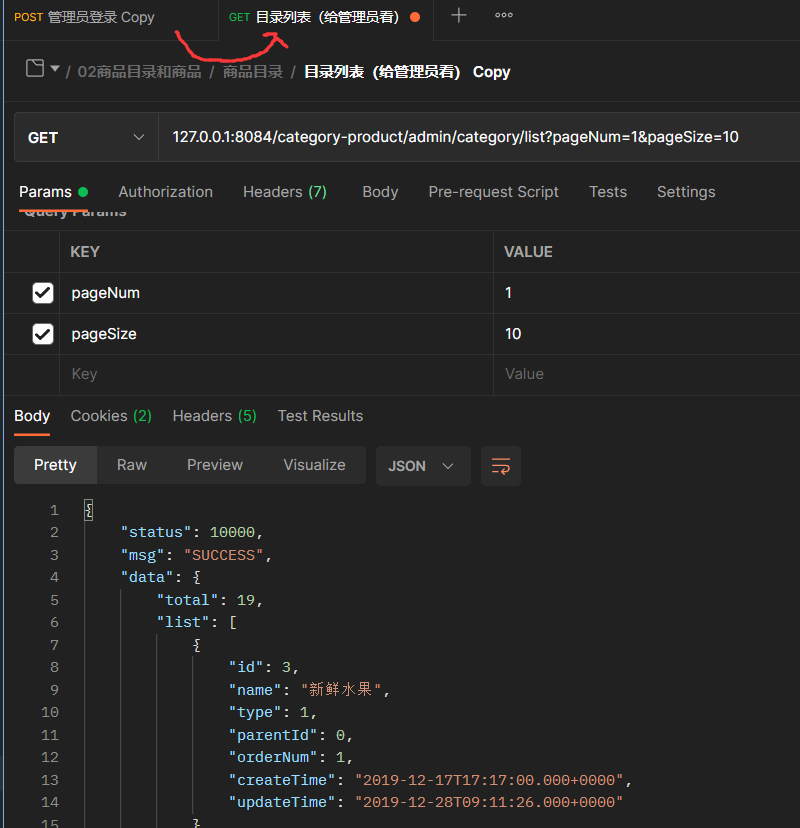 POST 管理员登录 Copy GET 目录列表（给管理员看）
/ 02商品目录和商品 / 商品目录 / 目录列表（给管理员看） Copy
GET 127.0.0.1:8084/category-product/admin/category/list?pageNum=1&pageSize=10
Params Authorization Headers (7) Body Pre-request Script Tests Settings
Query Params
KEY VALUE
pageNum 1
pageSize 10
Key Value
Body Cookies (2) Headers (5) Test Results
Pretty Raw Preview Visualize JSON
1 {
2 "status": 10000,
3 "msg": "SUCCESS",
4 "data": {
5 "total": 19,
6 "list": [
7 {
8 "id": 3,
9 "name": "新鲜水果",
10 "type": 1,
11 "parentId": 0,
12 "orderNum": 1,
13 "createTime": "2019-12-17T17:17:00.000+0000",
14 "updateTime": "2019-12-28T09:11:26.000+0000"
15 }